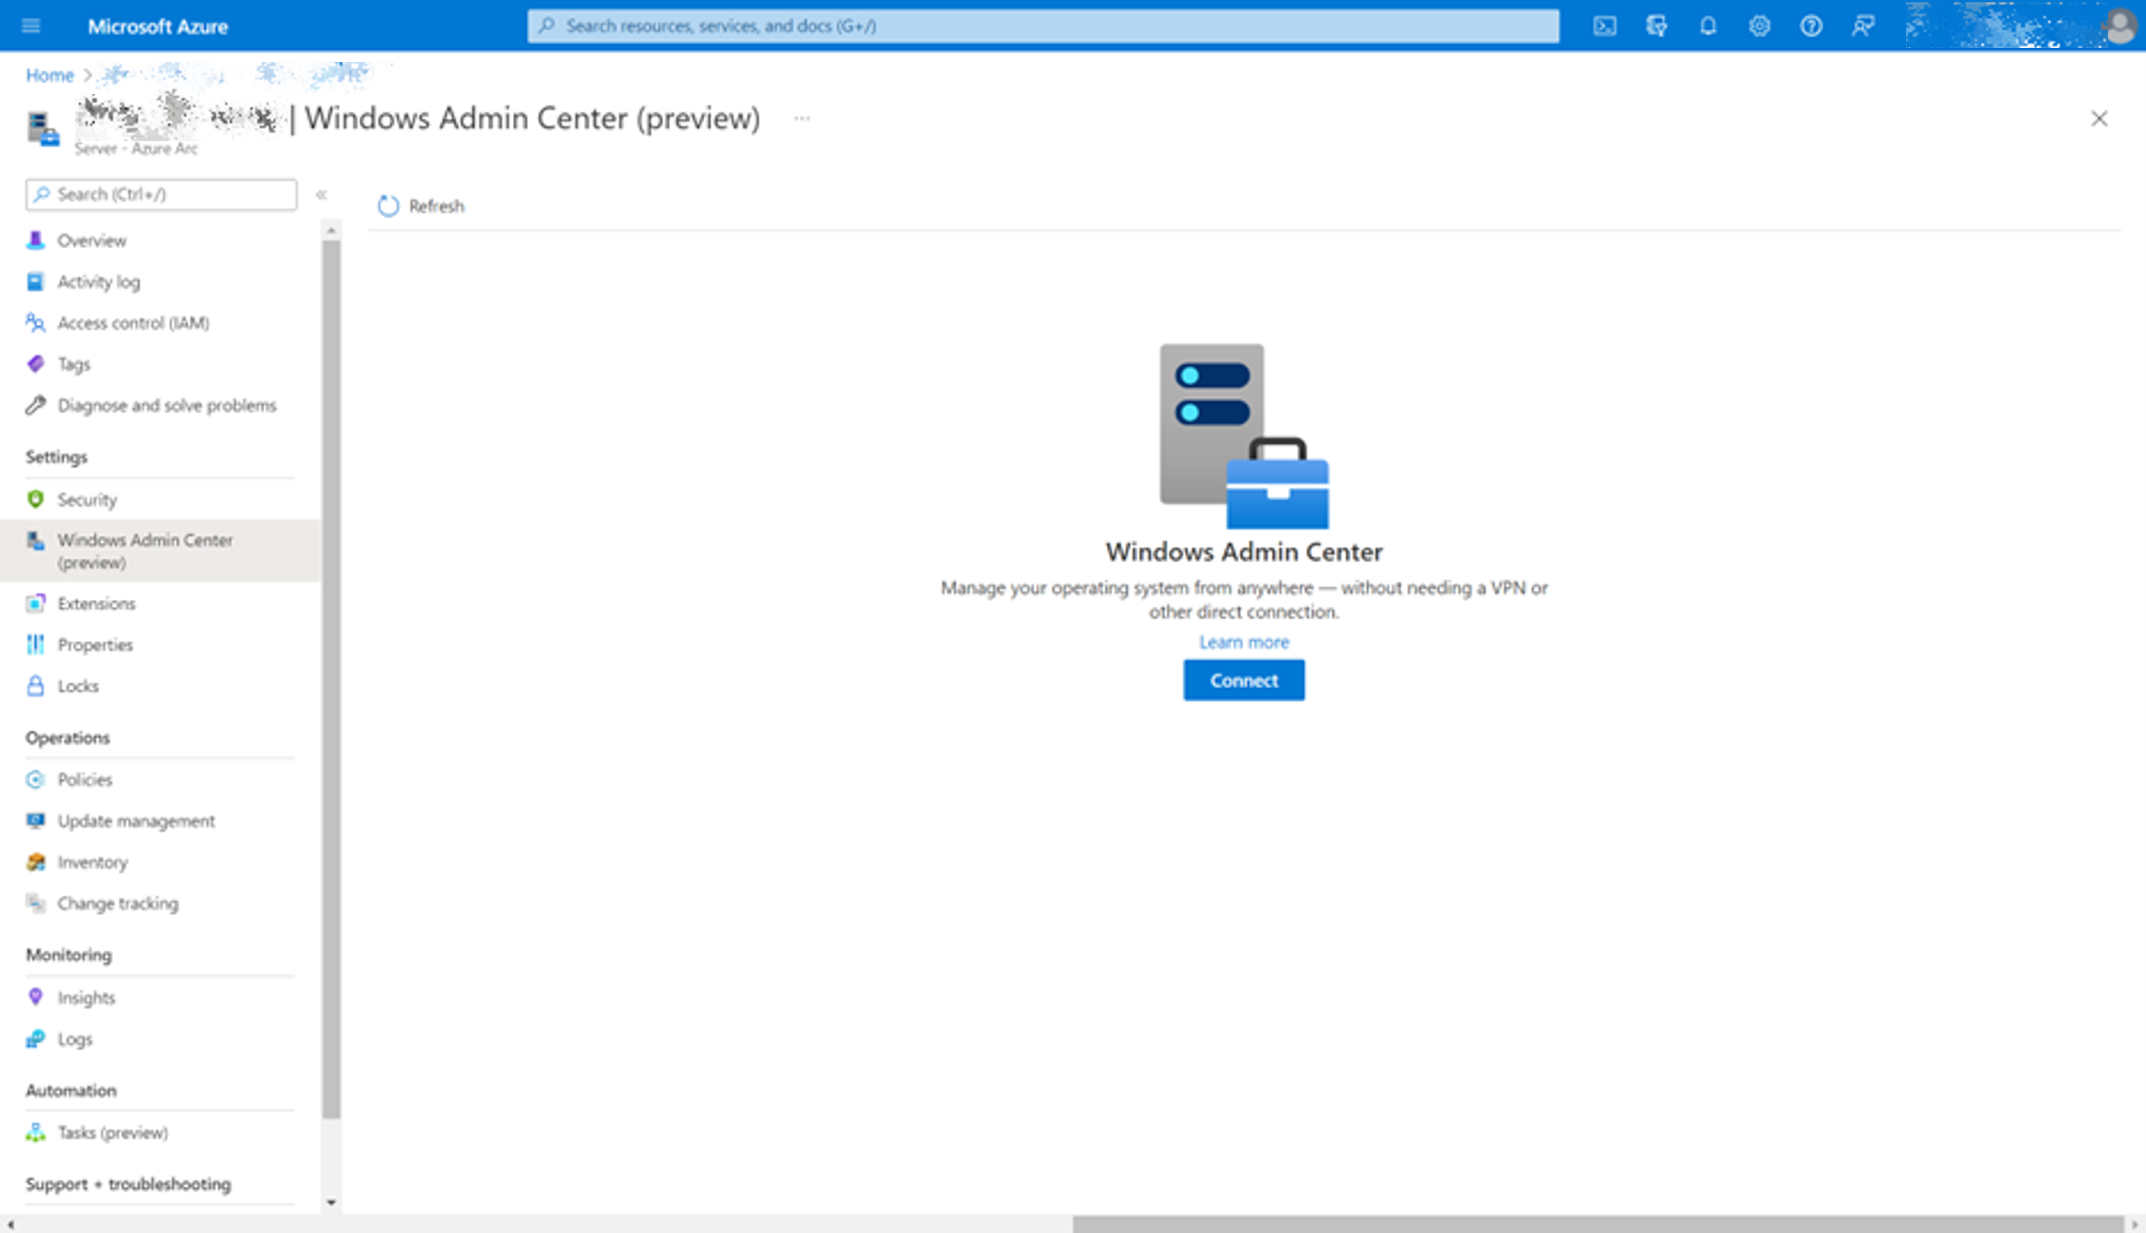 Microsoft Azure
Search resources, services, and docs (G+/)
Home
| Windows Admin Center (preview) ...
Server - Azure Arc
Search (Ctrl+/)
Refresh
Overview
Activity log
Access control (IAM)
Tags
Diagnose and solve problems
Settings
Security
Windows Admin Center
(preview)
Extensions
Properties
Locks
Operations
Policies
Update management
Inventory
Change tracking
Monitoring
Insights
Logs
Automation
Tasks (preview)
Support + troubleshooting
Windows Admin Center
Manage your operating system from anywhere — without needing a VPN or
other direct connection.
Learn more
Connect